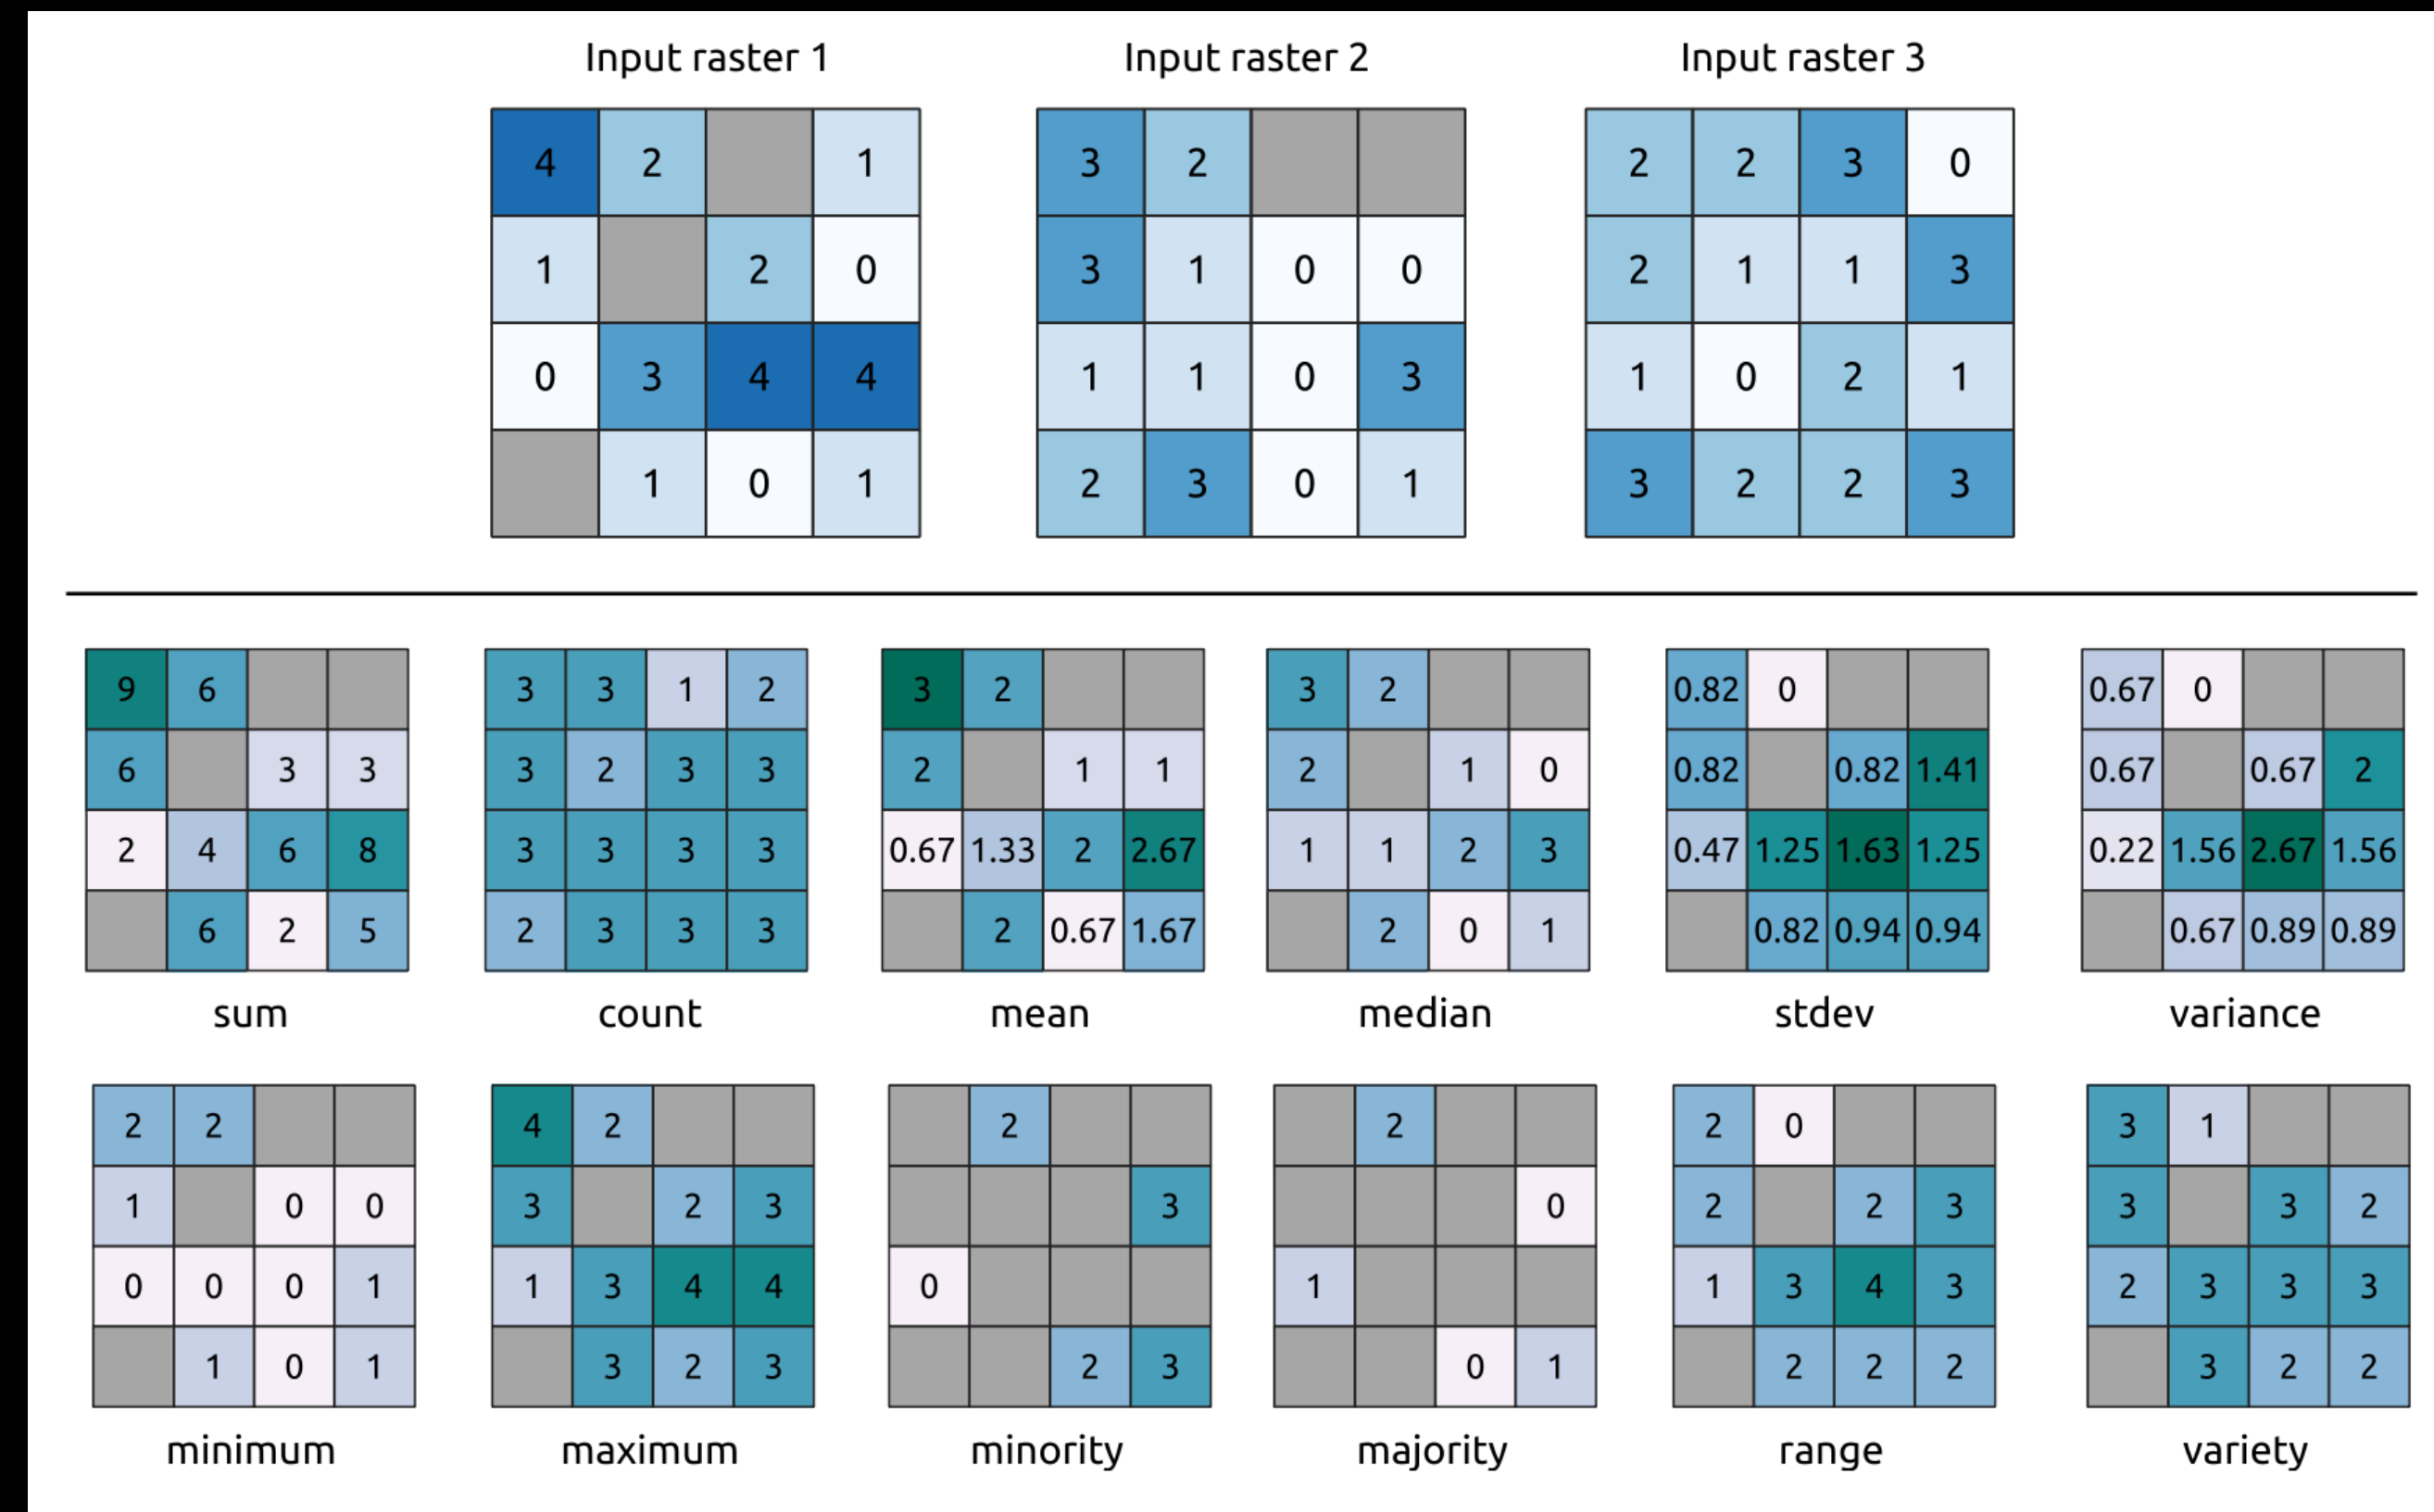 Input raster 1 Input raster 2 Input raster 3
4 2 1 3 2 2 2 3 0
1 2 0 3 1 0 0 2 1 1 3
0 3 4 4 1 1 0 3 1 0 2 1
1 0 1 2 3 0 1 3 2 2 3
9 6 3 3 1 2 3 2 3 2 0.82 0 0.67 0
6 3 3 3 2 3 3 2 1 1 2 1 0 0.82 0.82 1.41 0.67 0.67 2
2 4 6 8 3 3 3 3 0.67 1.33 2 2.67 1 1 2 3 0.47 1.25 1.63 1.25 0.22 1.56 2.67 1.56
6 2 5 2 3 3 3 2 0.67 1.67 2 0 1 0.82 0.94 0.94 0.67 0.89 0.89
sum count mean median stdev variance
2 2 4 2 2 2 2 0 3 1
1 0 0 3 2 3 3 0 2 2 3 3 3 2
0 0 0 1 1 3 4 4 0 1 1 3 4 3 2 3 3 3
1 0 1 3 2 3 2 3 0 1 2 2 2 3 2 2
minimum maximum minority majority range variety